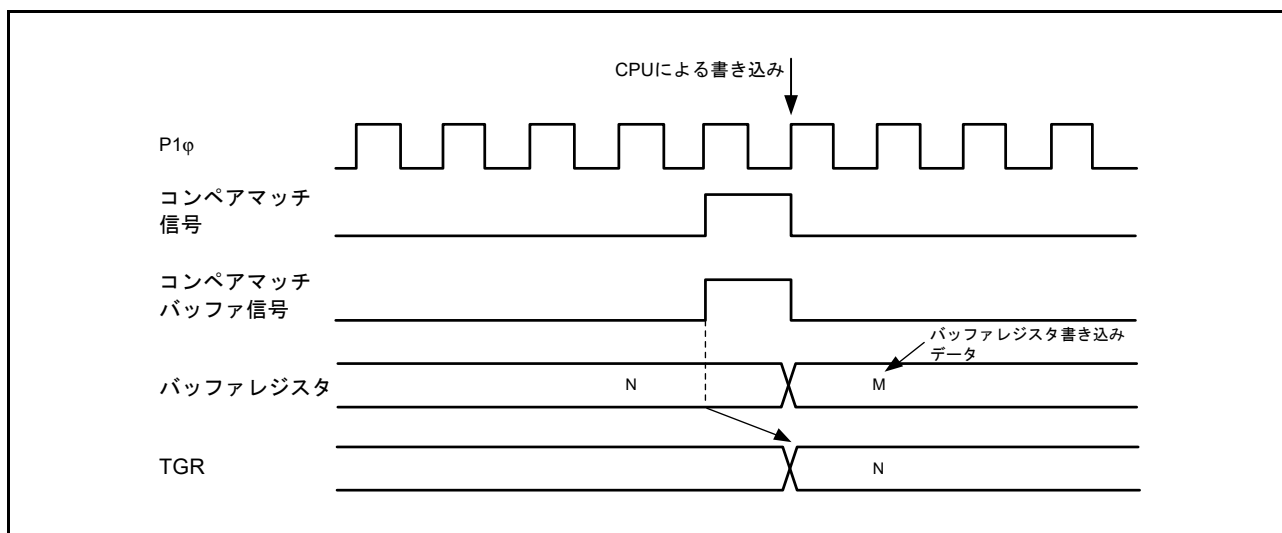 CPUによる書き込み
P1φ
コンペアマッチ
信号
コンペアマッチ
バッファ信号
バッファレジスタ書き込み
データ
バッファレジスタ
N
M
TGR
N